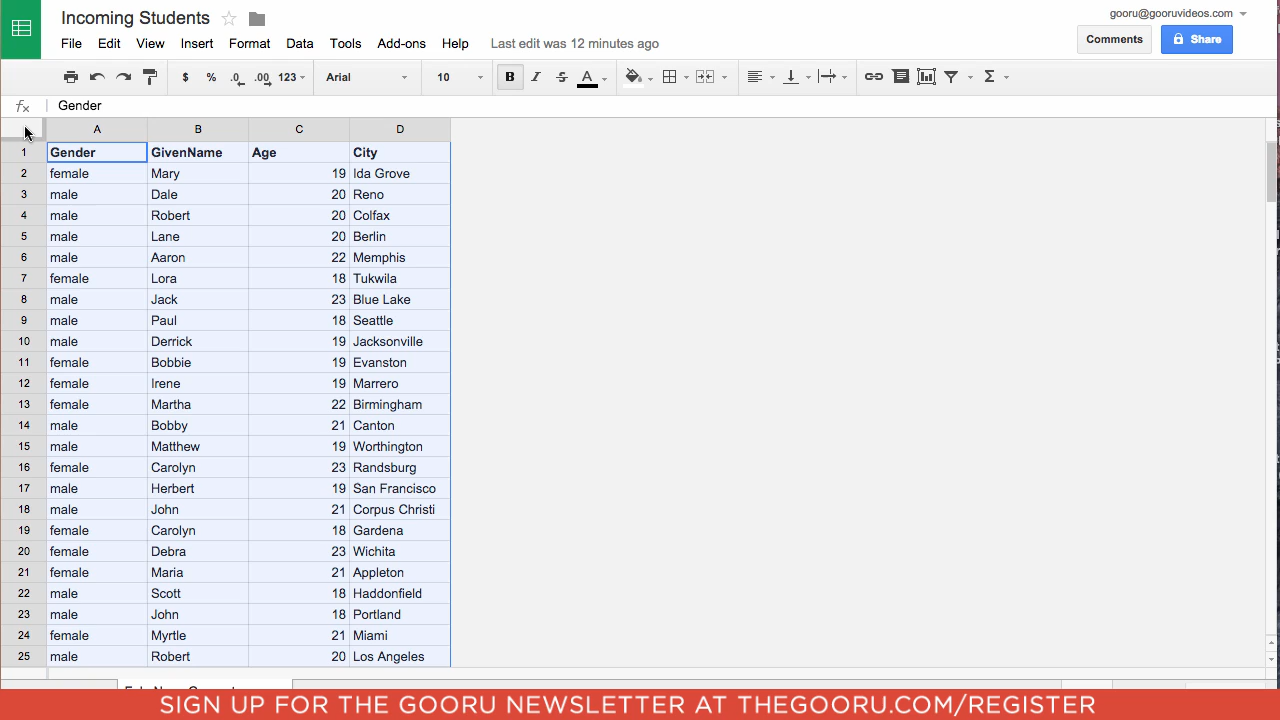 Incoming Students
gooru@gooruvideos.com
File Edit View Insert Format Data Tools Add-ons Help Last edit was 12 minutes ago
Comments Share
$ % .0 .00 123 Arial 10 B I S A Σ
fx Gender
A B C D
1 Gender GivenName Age City
2 female Mary 19 Ida Grove
3 male Dale 20 Reno
4 male Robert 20 Colfax
5 male Lane 20 Berlin
6 male Aaron 22 Memphis
7 female Lora 18 Tukwila
8 male Jack 23 Blue Lake
9 male Paul 18 Seattle
10 male Derrick 19 Jacksonville
11 female Bobbie 19 Evanston
12 female Irene 19 Marrero
13 female Martha 22 Birmingham
14 male Bobby 21 Canton
15 male Matthew 19 Worthington
16 female Carolyn 23 Randsburg
17 male Herbert 19 San Francisco
18 male John 21 Corpus Christi
19 female Carolyn 18 Gardena
20 female Debra 23 Wichita
21 female Maria 21 Appleton
22 male Scott 18 Haddonfield
23 male John 18 Portland
24 female Myrtle 21 Miami
25 male Robert 20 Los Angeles
SIGN UP FOR THE GOORU NEWSLETTER AT THEGOORU.COM/REGISTER